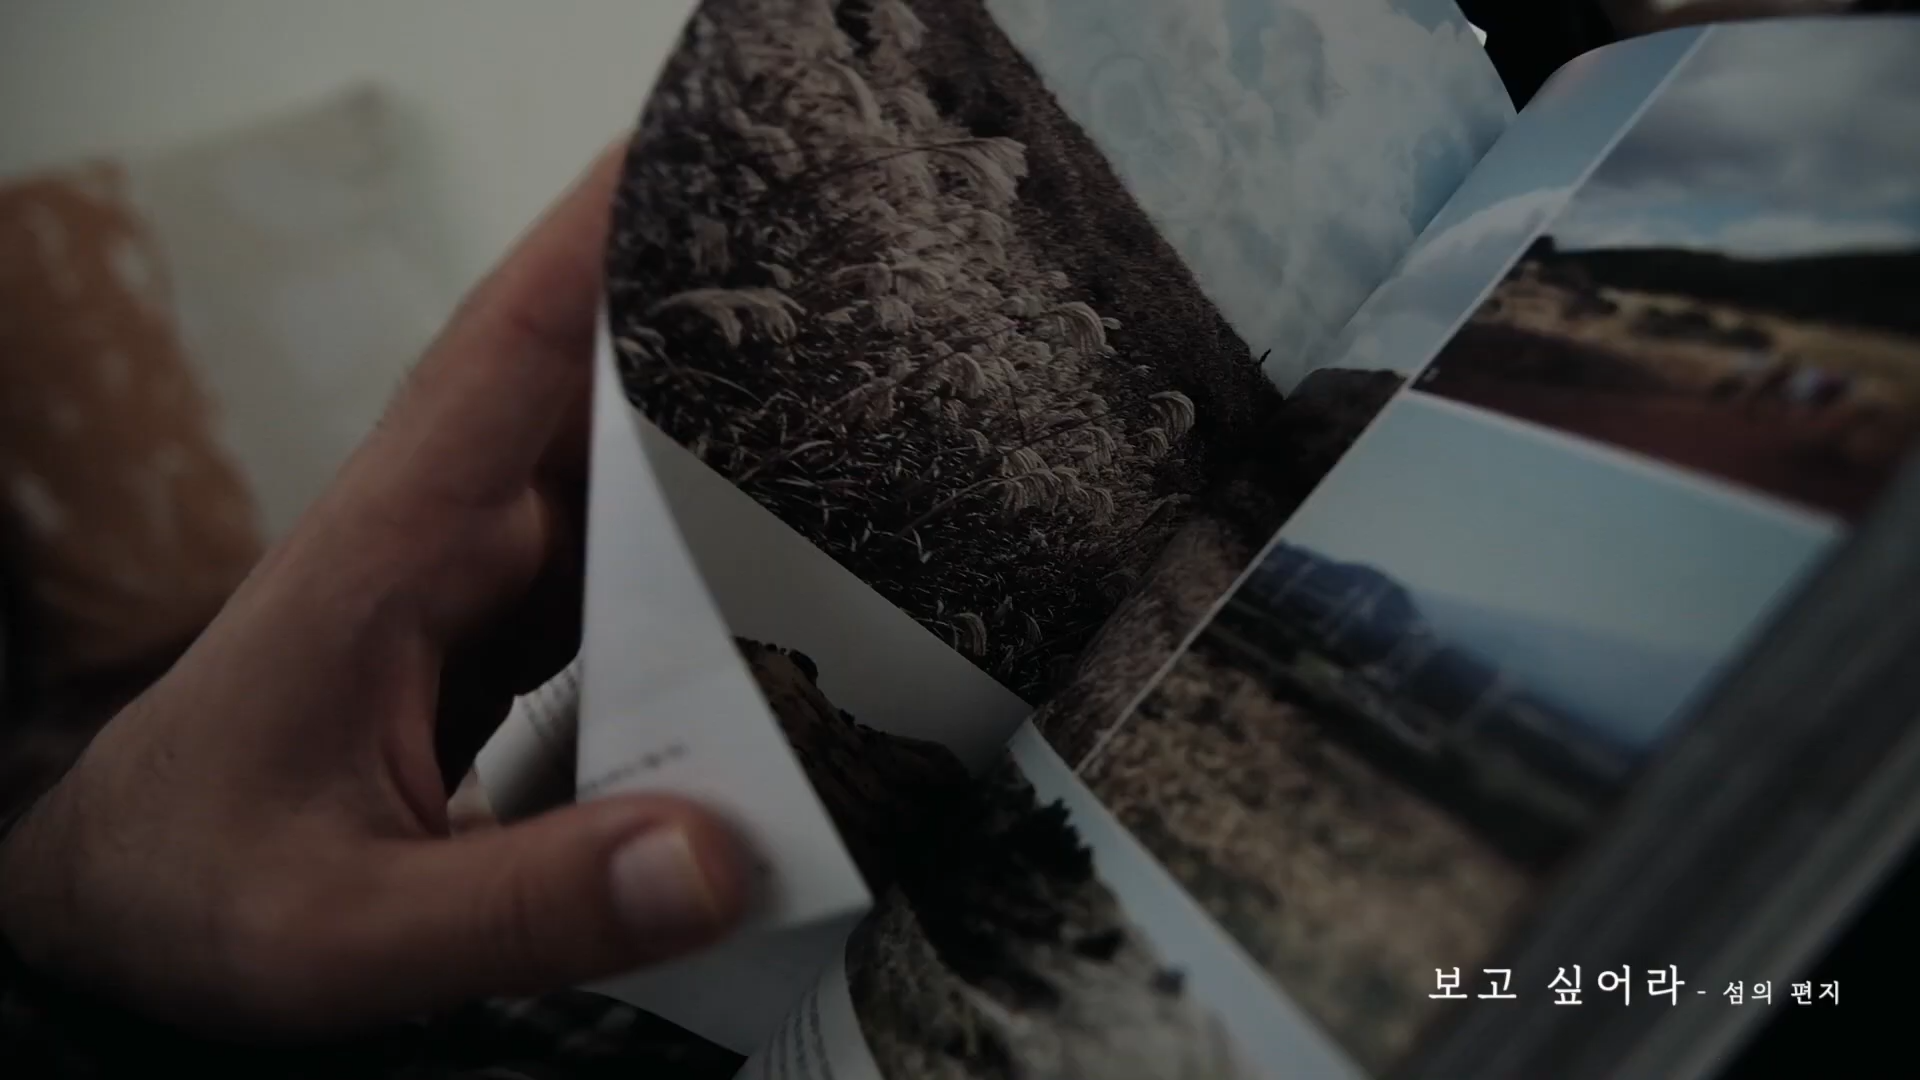 보고 싶어라 - 섬의 편지